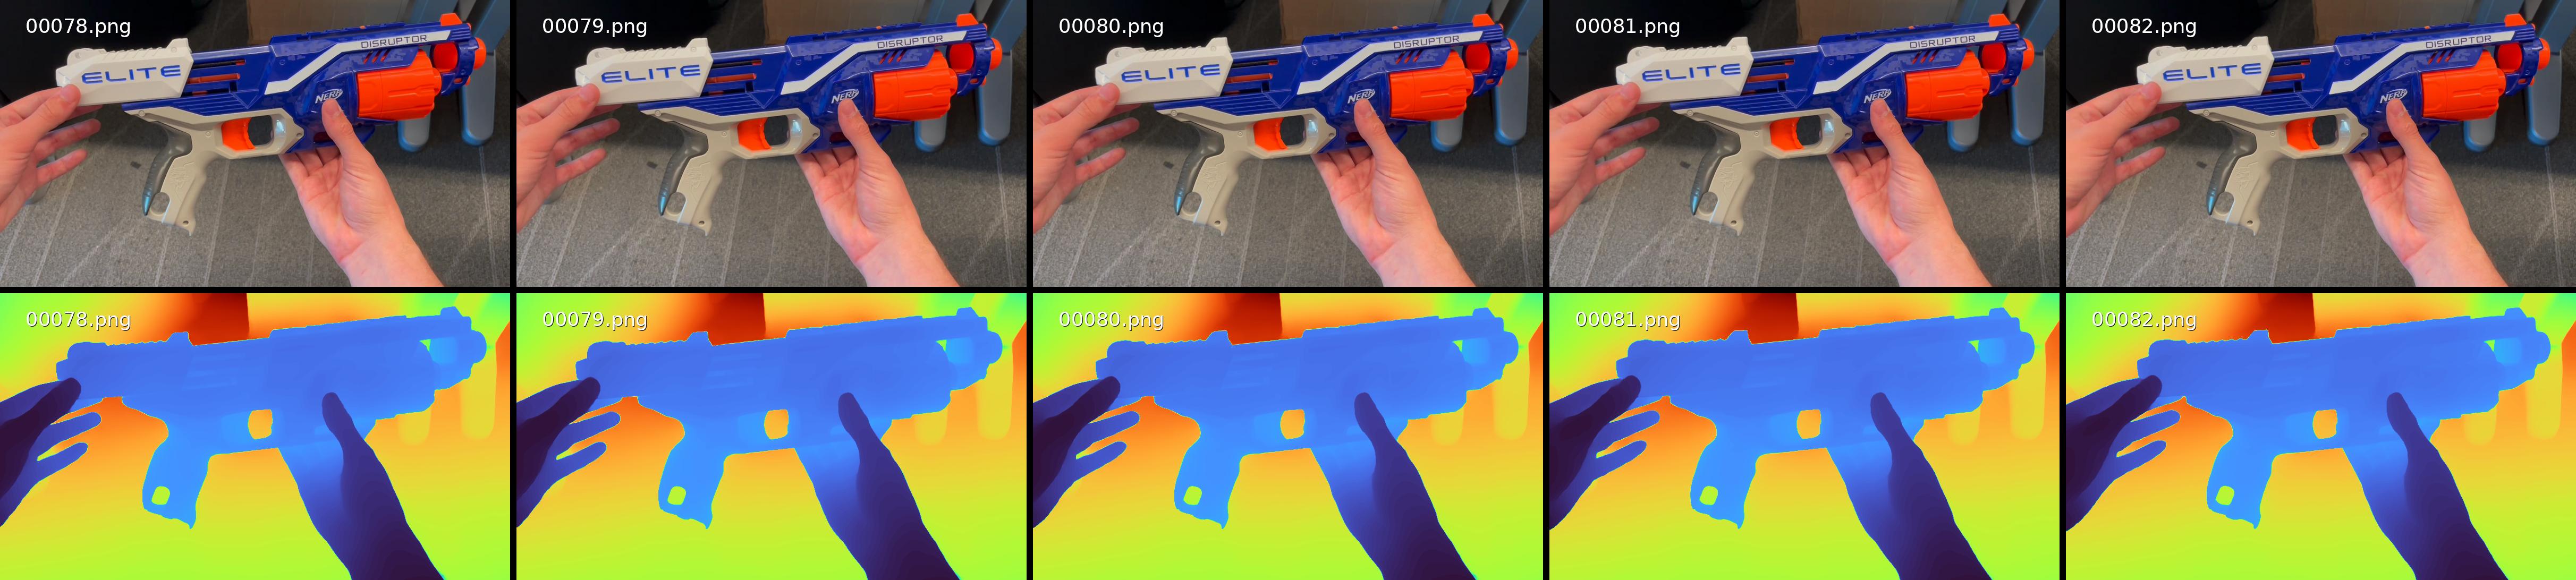 00078.png
DISRUPTOR
ELITE
NERF
00079.png
DISRUPTOR
ELITE
NERF
00080.png
DISRUPTOR
ELITE
NERF
00081.png
DISRUPTOR
ELITE
NERF
00082.png
DISRUPTOR
ELITE
NERF
00078.png
00079.png
00080.png
00081.png
00082.png